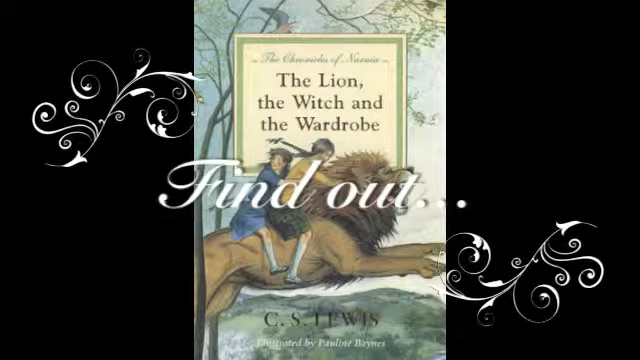 The Chronicles of Narnia
The Lion,
the Witch and
the Wardrobe
Find out...
C. S. LEWIS
Illustrated by Pauline Baynes